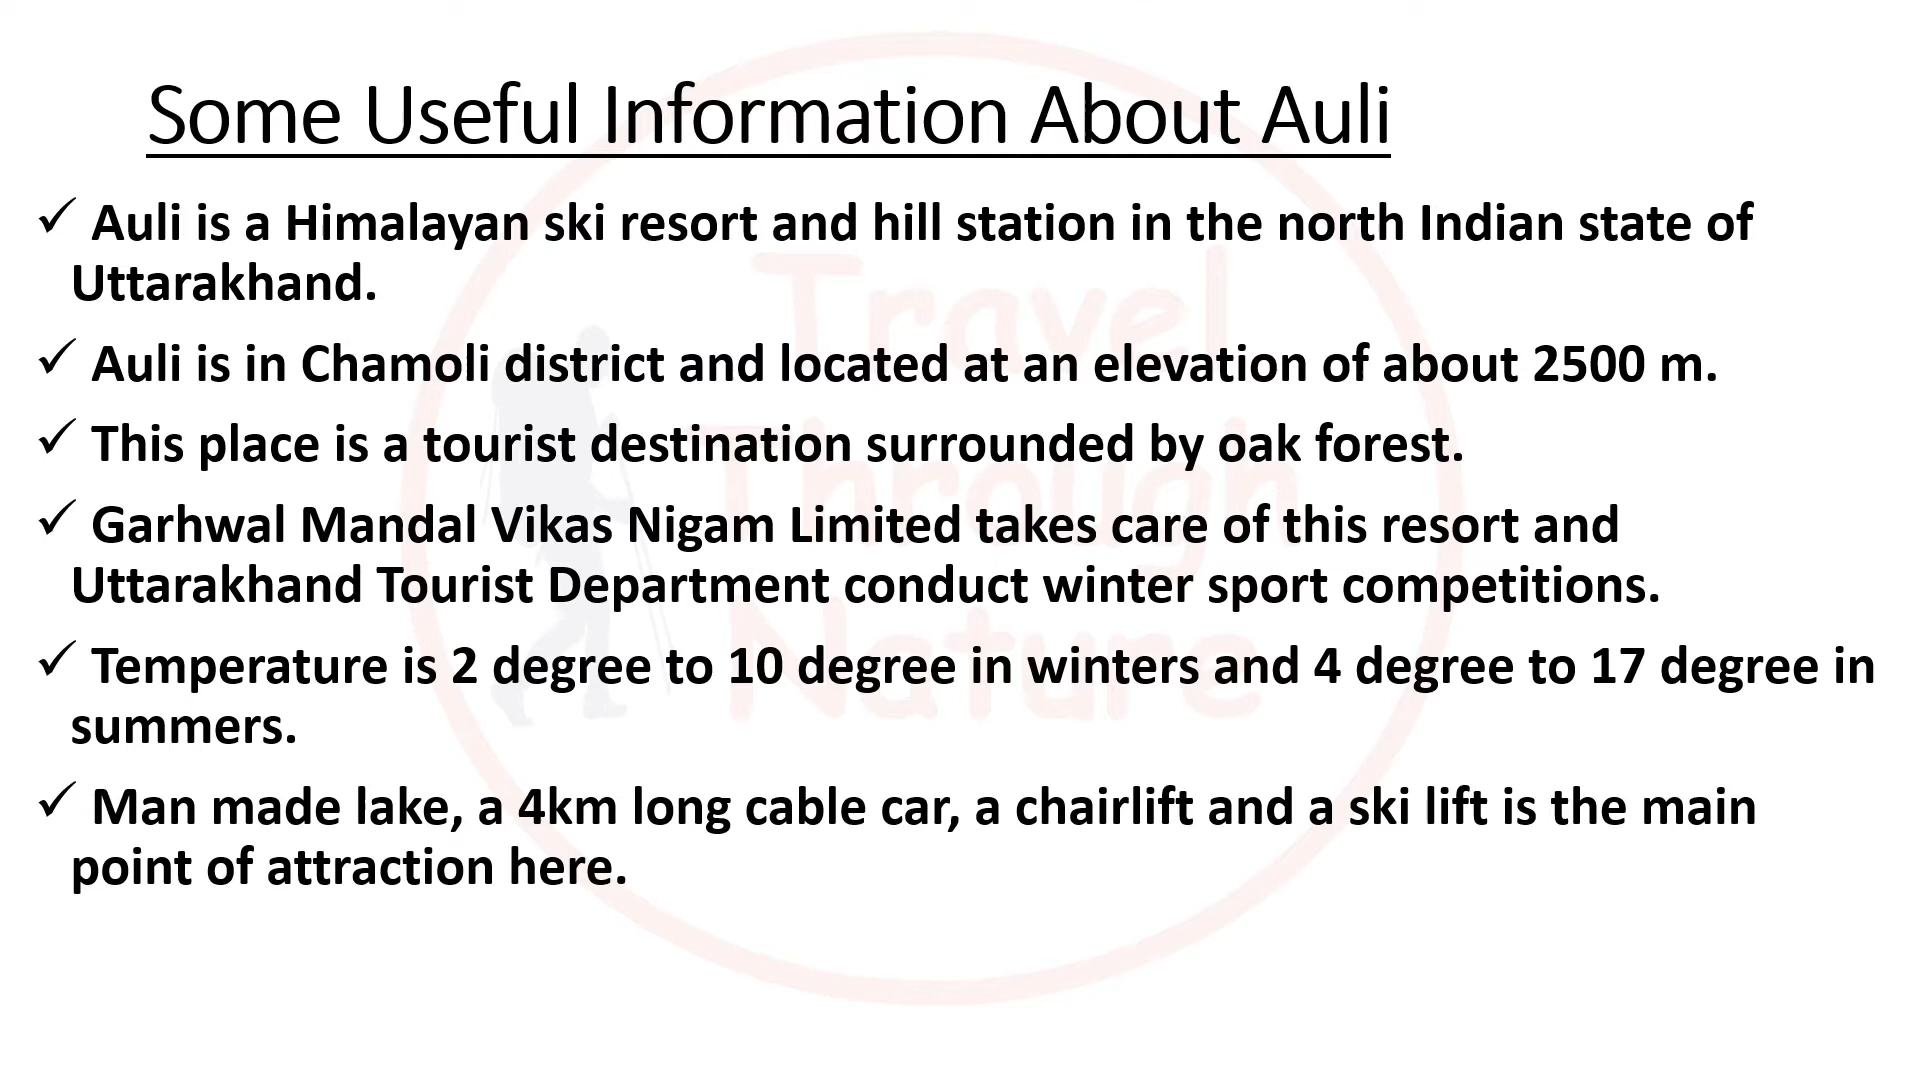 Some Useful Information About Auli
✓ Auli is a Himalayan ski resort and hill station in the north Indian state of
Uttarakhand.
✓ Auli is in Chamoli district and located at an elevation of about 2500 m.
✓ This place is a tourist destination surrounded by oak forest.
✓ Garhwal Mandal Vikas Nigam Limited takes care of this resort and
Uttarakhand Tourist Department conduct winter sport competitions.
✓ Temperature is 2 degree to 10 degree in winters and 4 degree to 17 degree in
summers.
✓ Man made lake, a 4km long cable car, a chairlift and a ski lift is the main
point of attraction here.
Travel
Through
Nature